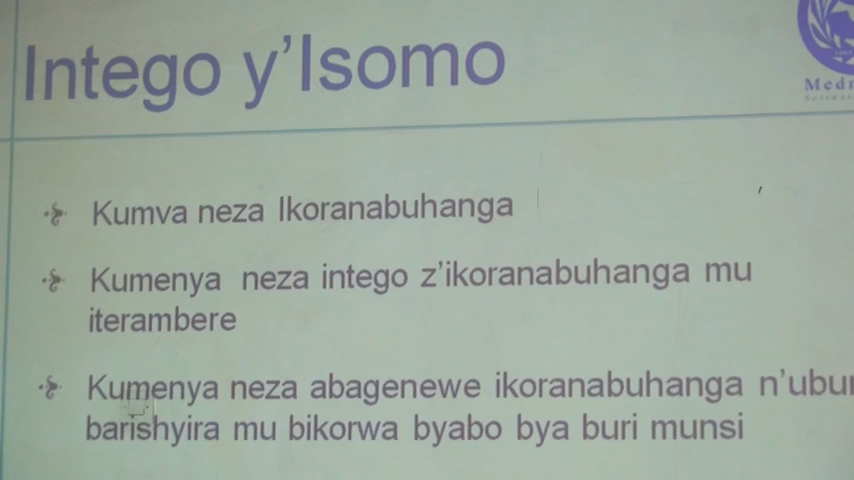 Intego y’Isomo
Kumva neza Ikoranabuhanga
Kumenya neza intego z’ikoranabuhanga mu
iterambere
Kumenya neza abagenewe ikoranabuhanga
barishyira mu bikorwa byabo bya buri munsi